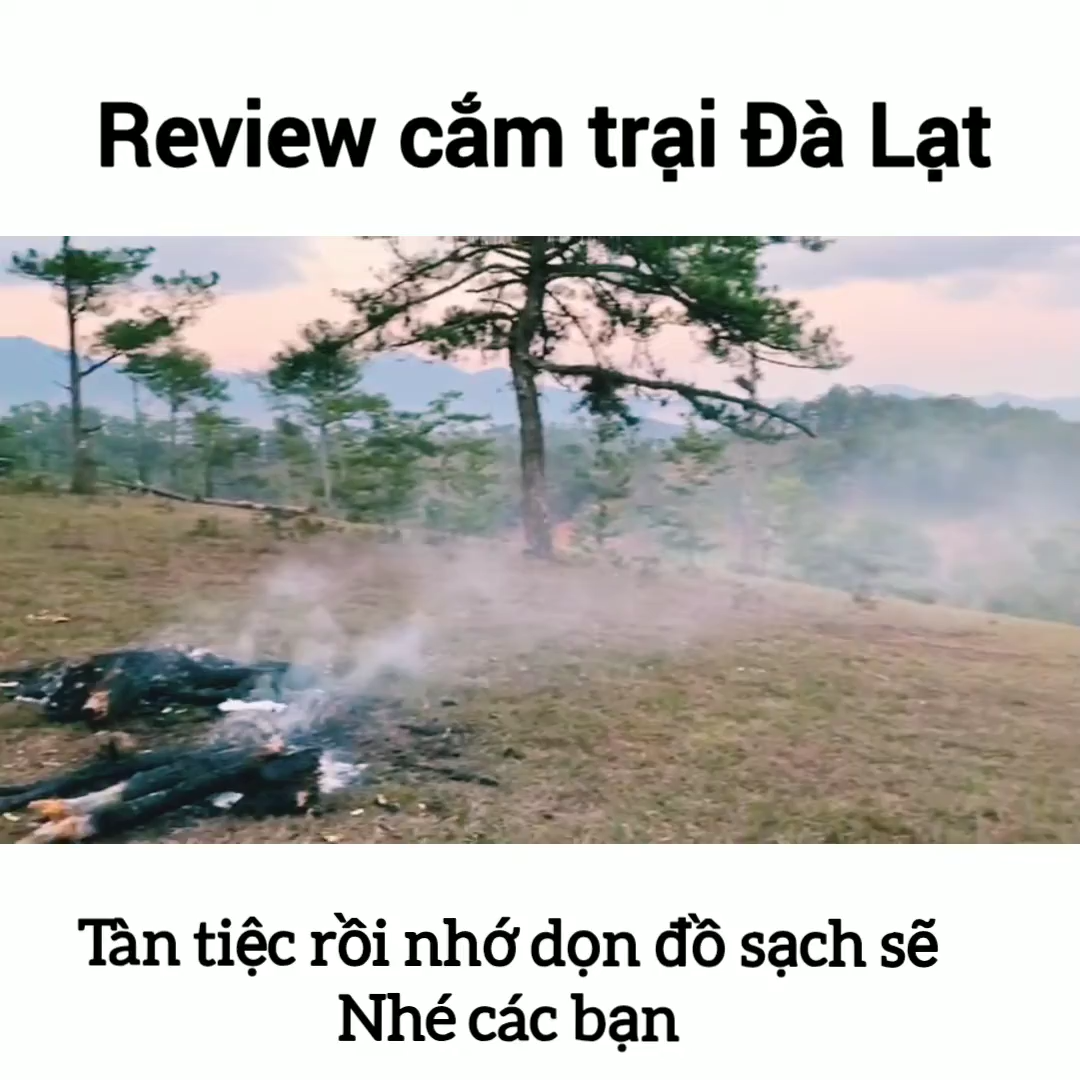 Review cắm trại Đà Lạt
Tàn tiệc rồi nhớ dọn đồ sạch sẽ
Nhé các bạn